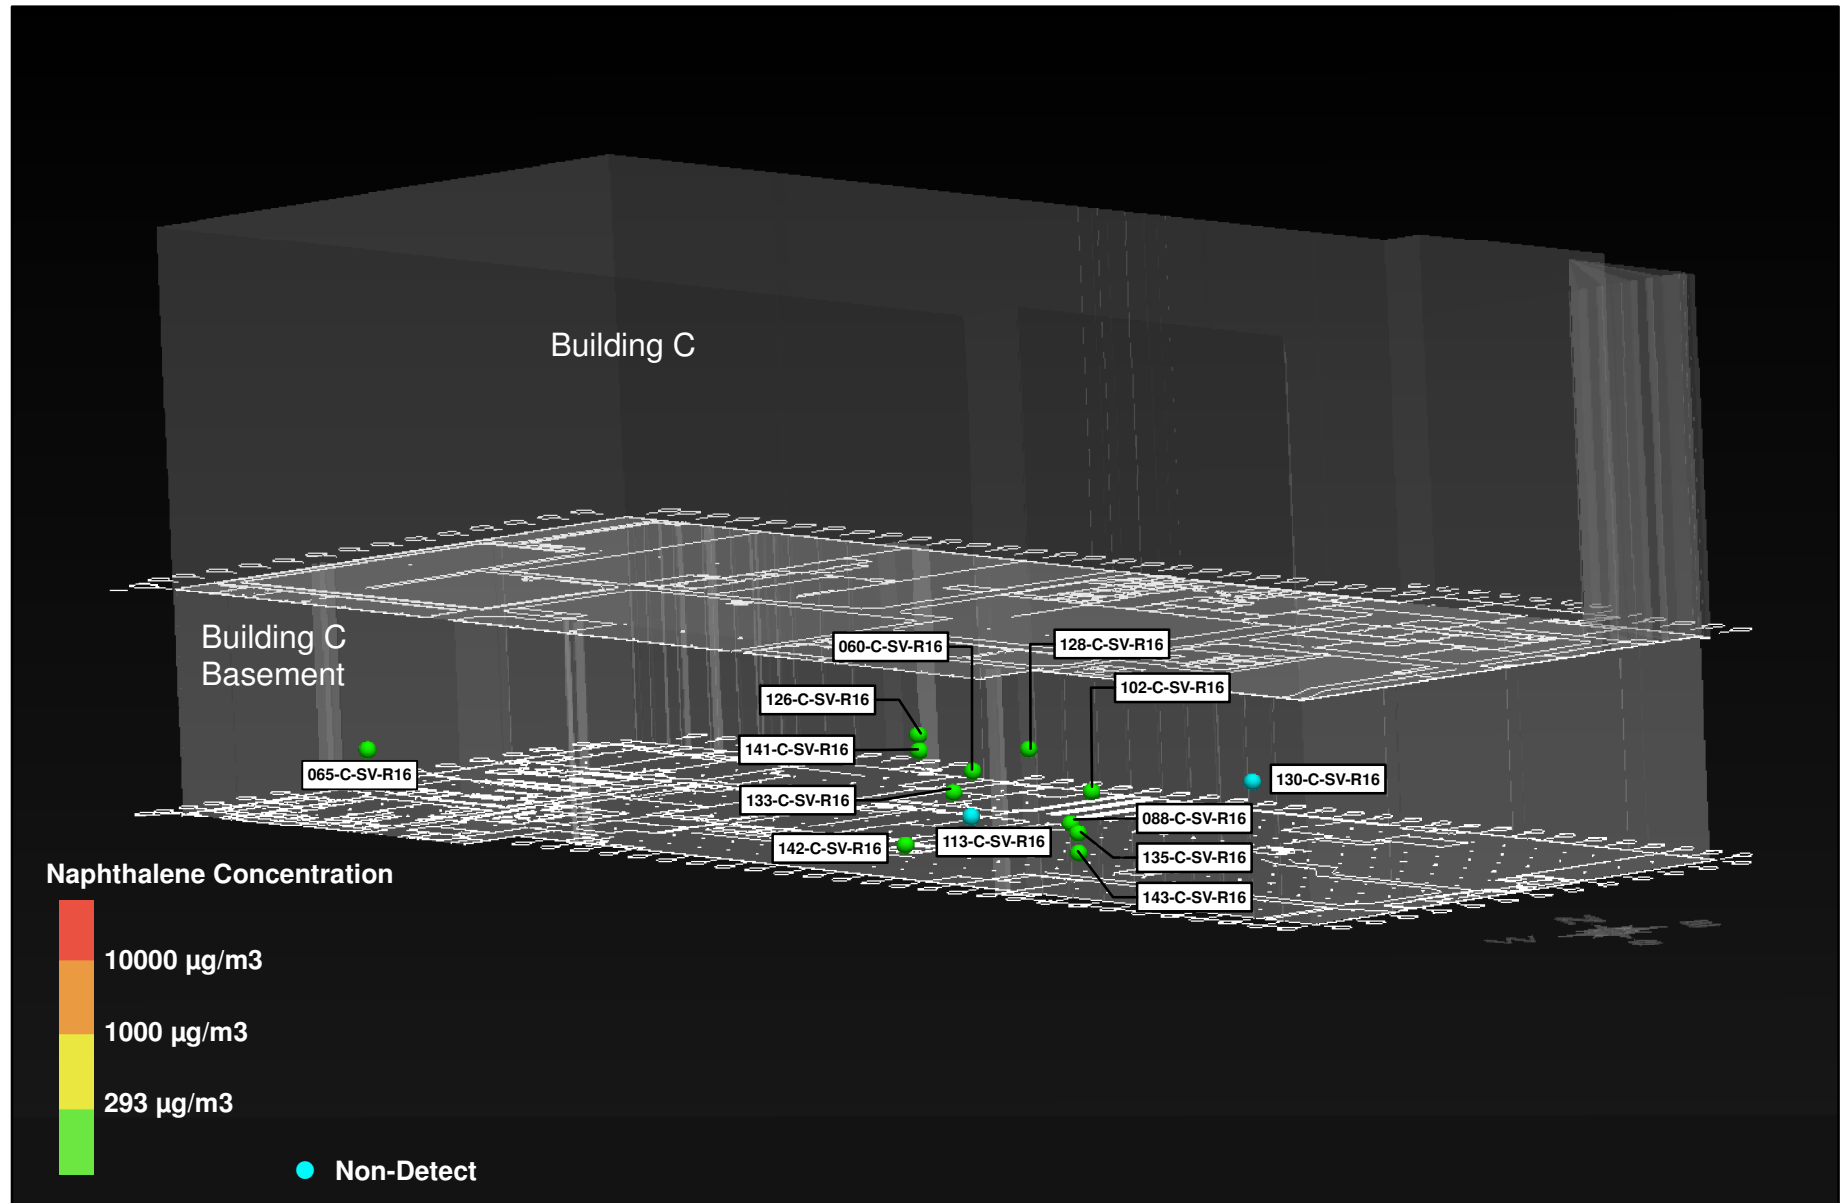 Building C
Building C
Basement
060-C-SV-R16
128-C-SV-R16
102-C-SV-R16
126-C-SV-R16
141-C-SV-R16
065-C-SV-R16
130-C-SV-R16
133-C-SV-R16
088-C-SV-R16
142-C-SV-R16
113-C-SV-R16
135-C-SV-R16
143-C-SV-R16
Naphthalene Concentration
10000 µg/m3
1000 µg/m3
293 µg/m3
Non-Detect